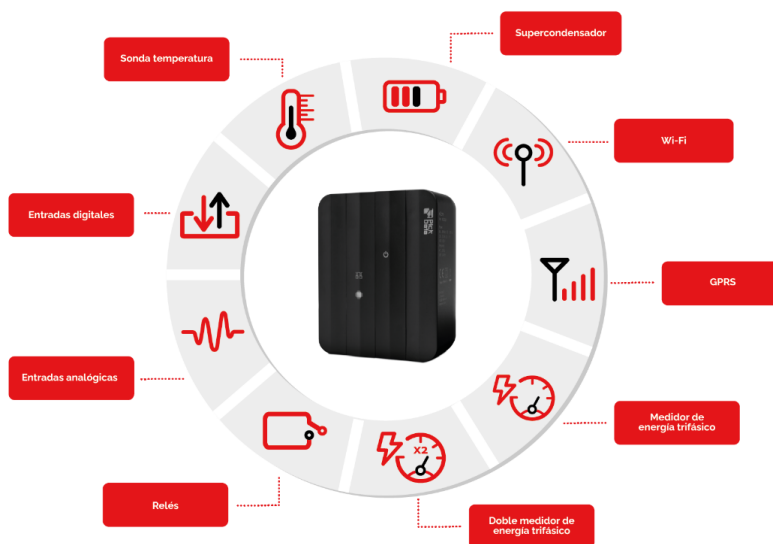 Supercondensador
Sonda temperatura
Wi-Fi
Entradas digitales
GPRS
Entradas analógicas
Medidor de
energía trifásico
X2
Relés
Doble medidor de
energía trifásico